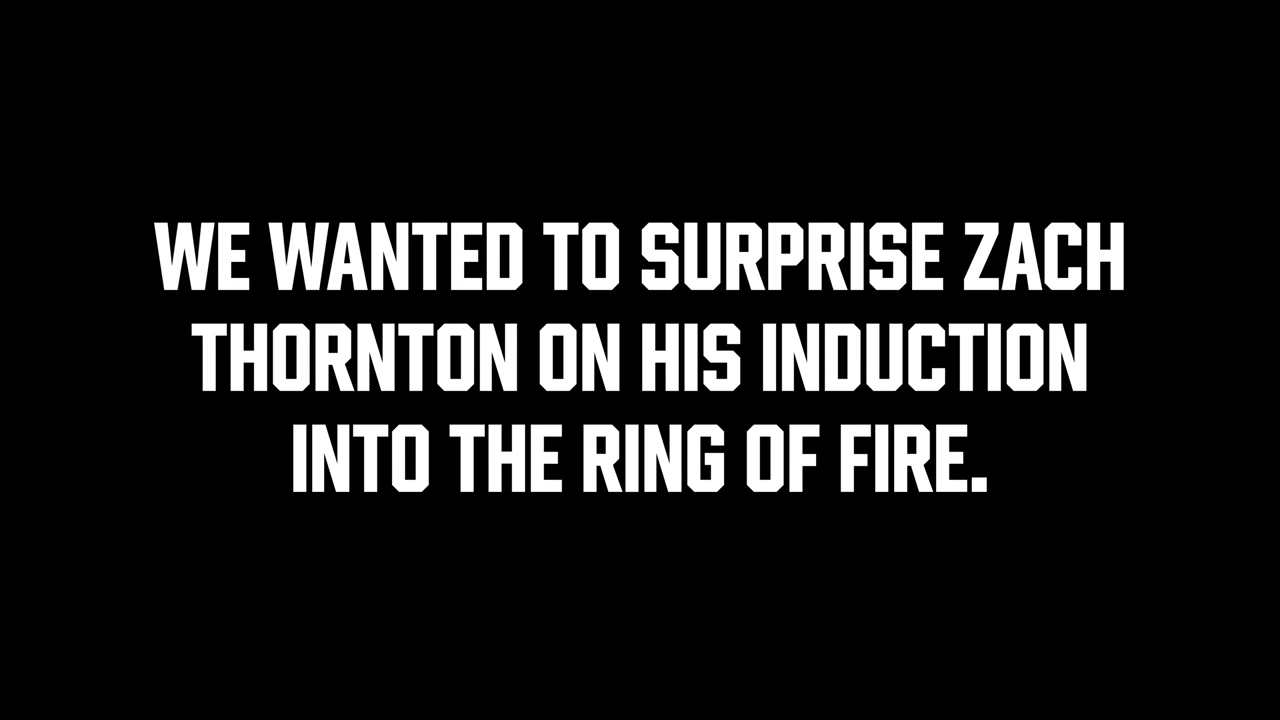 WE WANTED TO SURPRISE ZACH
THORNTON ON HIS INDUCTION
INTO THE RING OF FIRE.